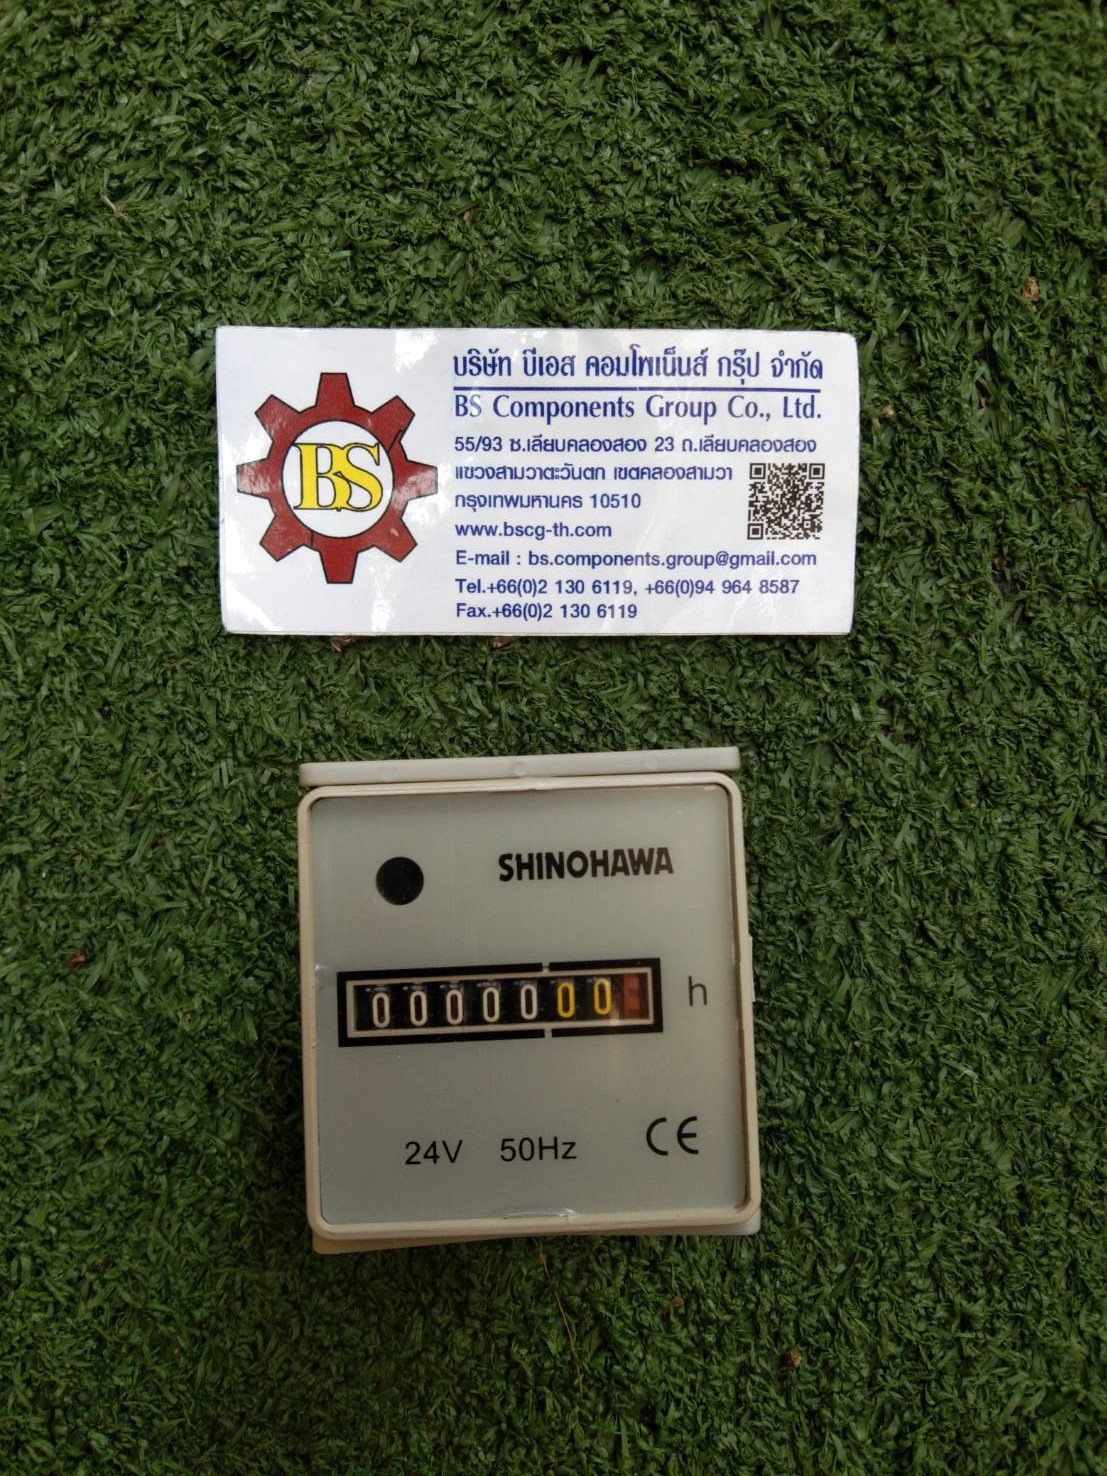 BS
บริษัท บีเอส คอมโพเน็นส์ กรุ๊ป จำกัด
BS Components Group Co., Ltd.
55/93 ซ.เลียบคลองสอง 23 ถ.เลียบคลองสอง
แขวงสามวาตะวันตก เขตคลองสามวา
กรุงเทพมหานคร 10510
www.bscg-th.com
E-mail : bs.components.group@gmail.com
Tel.+66(0)2 130 6119, +66(0)94 964 8587
Fax.+66(0)2 130 6119
SHINOHAWA
0000000 h
24V 50Hz CE